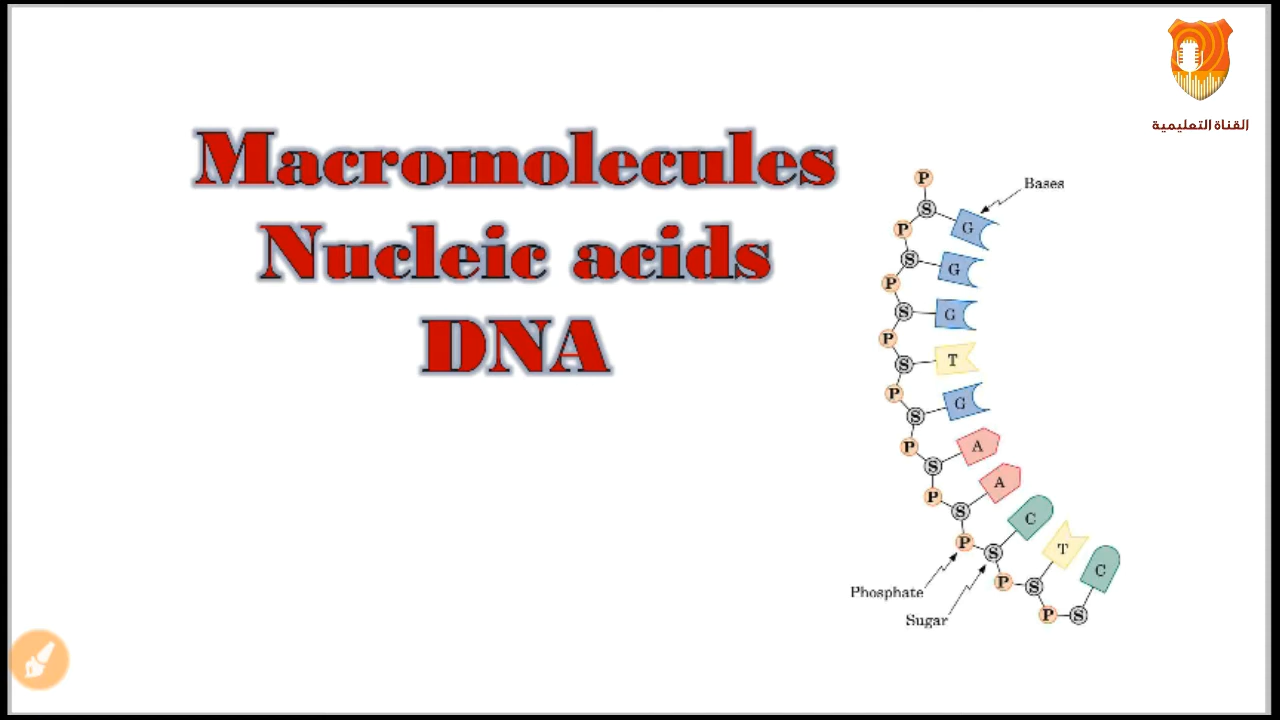 القناة التعليمية
Macromolecules
Nucleic acids
DNA
P
Bases
S
G
P
S
G
P
S
G
P
S
T
P
S
G
P
S
A
P
S
A
P
S
C
P
S
T
P
S
C
Phosphate
Sugar